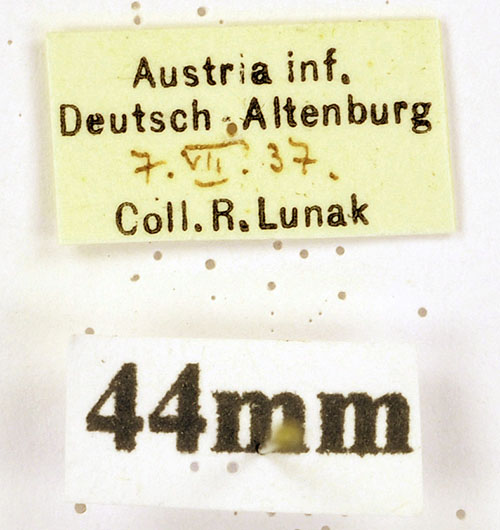 Austria inf.
Deutsch-Altenburg
7.VII.37.
Coll. R. Lunak
44mm